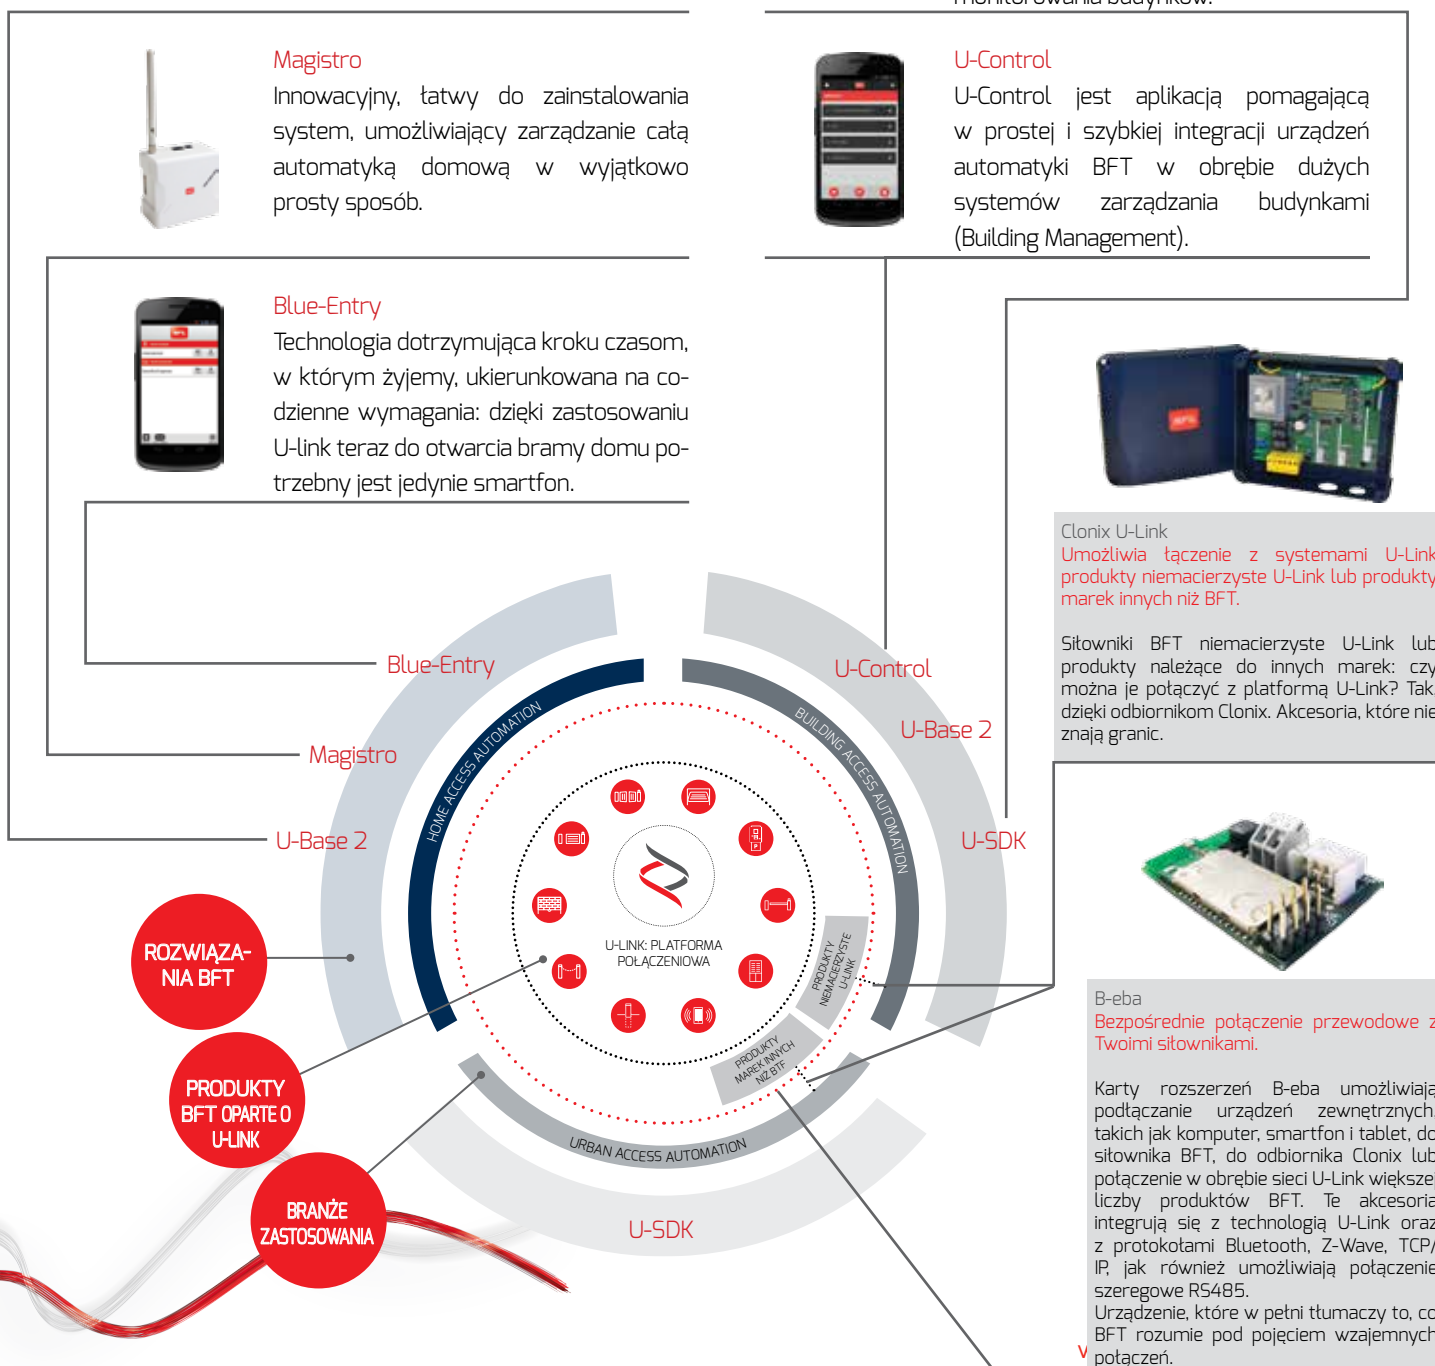 monitorowania budynków.
Magistro
Innowacyjny, łatwy do zainstalowania
system, umożliwiający zarządzanie całą
automatyką domową w wyjątkowo
prosty sposób.
U-Control
U-Control jest aplikacją pomagającą
w prostej i szybkiej integracji urządzeń
automatyki BFT w obrębie dużych
systemów zarządzania budynkami
(Building Management).
Blue-Entry
Technologia dotrzymująca kroku czasom,
w którym żyjemy, ukierunkowana na co-
dzienne wymagania: dzięki zastosowaniu
U-link teraz do otwarcia bramy domu po-
trzebny jest jedynie smartfon.
Clonix U-Link
Umożliwia łączenie z systemami U-Link
produkty niemacierzyste U-Link lub produkty
marek innych niż BFT.
Siłowniki BFT niemacierzyste U-Link lub
produkty należące do innych marek: czy
można je połączyć z platformą U-Link? Tak,
dzięki odbiornikom Clonix. Akcesoria, które nie
znają granic.
Blue-Entry
Magistro
U-Base 2
U-Control
U-Base 2
U-SDK
HOME ACCESS AUTOMATION
BUILDING ACCESS AUTOMATION
URBAN ACCESS AUTOMATION
U-LINK: PLATFORMA
POŁĄCZENIOWA
PRODUKTY
NIEMACIERZYSTE
U-LINK
PRODUKTY
MAREK INNYCH
NIŻ BTF
U-SDK
ROZWIĄZA-
NIA BFT
PRODUKTY
BFT OPARTE O
U-LINK
BRANŻE
ZASTOSOWANIA
B-eba
Bezpośrednie połączenie przewodowe z
Twoimi siłownikami.
Karty rozszerzeń B-eba umożliwiają
podłączanie urządzeń zewnętrznych,
takich jak komputer, smartfon i tablet, do
siłownika BFT, do odbiornika Clonix lub
połączenie w obrębie sieci U-Link większej
liczby produktów BFT. Te akcesoria
integrują się z technologią U-Link oraz
z protokołami Bluetooth, Z-Wave, TCP/
IP, jak również umożliwiają połączenie
szeregowe RS485.
Urządzenie, które w pełni tłumaczy to, co
BFT rozumie pod pojęciem wzajemnych
połączeń.